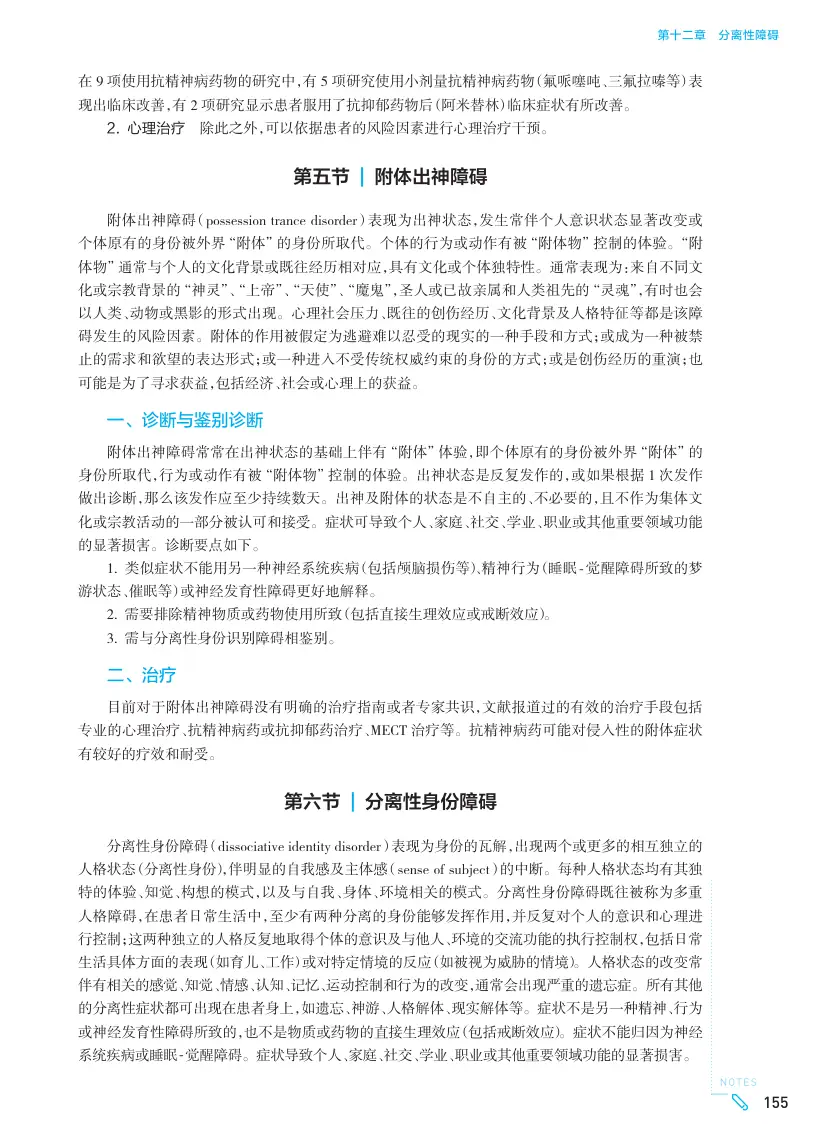 第十二章 分离性障碍
在 9 项使用抗精神病药物的研究中,有 5 项研究使用小剂量抗精神病药物(氟哌噻吨、三氟拉嗪等)表
现出临床改善,有 2 项研究显示患者服用了抗抑郁药物后(阿米替林)临床症状有所改善。
2. 心理治疗 除此之外,可以依据患者的风险因素进行心理治疗干预。
第五节 | 附体出神障碍
附体出神障碍(possession trance disorder)表现为出神状态,发生常伴个人意识状态显著改变或
个体原有的身份被外界“附体”的身份所取代。个体的行为或动作有被“附体物”控制的体验。“附
体物”通常与个人的文化背景或既往经历相对应,具有文化或个体独特性。通常表现为:来自不同文
化或宗教背景的“神灵”、“上帝”、“天使”、“魔鬼”,圣人或已故亲属和人类祖先的“灵魂”,有时也会
以人类、动物或黑影的形式出现。心理社会压力、既往的创伤经历、文化背景及人格特征等都是该障
碍发生的风险因素。附体的作用被假定为逃避难以忍受的现实的一种手段和方式;或成为一种被禁
止的需求和欲望的表达形式;或一种进入不受传统权威约束的身份的方式;或是创伤经历的重演;也
可能是为了寻求获益,包括经济、社会或心理上的获益。
一、诊断与鉴别诊断
附体出神障碍常常在出神状态的基础上伴有“附体”体验,即个体原有的身份被外界“附体”的
身份所取代,行为或动作有被“附体物”控制的体验。出神状态是反复发作的,或如果根据 1 次发作
做出诊断,那么该发作应至少持续数天。出神及附体的状态是不自主的、不必要的,且不作为集体文
化或宗教活动的一部分被认可和接受。症状可导致个人、家庭、社交、学业、职业或其他重要领域功能
的显著损害。诊断要点如下。
1. 类似症状不能用另一种神经系统疾病(包括颅脑损伤等)、精神行为(睡眠-觉醒障碍所致的梦
游状态、催眠等)或神经发育性障碍更好地解释。
2. 需要排除精神物质或药物使用所致(包括直接生理效应或戒断效应)。
3. 需与分离性身份识别障碍相鉴别。
二、治疗
目前对于附体出神障碍没有明确的治疗指南或者专家共识,文献报道过的有效的治疗手段包括
专业的心理治疗、抗精神病药或抗抑郁药治疗、MECT 治疗等。抗精神病药可能对侵入性的附体症状
有较好的疗效和耐受。
第六节 | 分离性身份障碍
分离性身份障碍(dissociative identity disorder)表现为身份的瓦解,出现两个或更多的相互独立的
人格状态(分离性身份),伴明显的自我感及主体感(sense of subject)的中断。每种人格状态均有其独
特的体验、知觉、构想的模式,以及与自我、身体、环境相关的模式。分离性身份障碍既往被称为多重
人格障碍,在患者日常生活中,至少有两种分离的身份能够发挥作用,并反复对个人的意识和心理进
行控制;这两种独立的人格反复地取得个体的意识及与他人、环境的交流功能的执行控制权,包括日常
生活具体方面的表现(如育儿、工作)或对特定情境的反应(如被视为威胁的情境)。人格状态的改变常
伴有相关的感觉、知觉、情感、认知、记忆、运动控制和行为的改变,通常会出现严重的遗忘症。所有其他
的分离性症状都可出现在患者身上,如遗忘、神游、人格解体、现实解体等。症状不是另一种精神、行为
或神经发育性障碍所致的,也不是物质或药物的直接生理效应(包括戒断效应)。症状不能归因为神经
系统疾病或睡眠-觉醒障碍。症状导致个人、家庭、社交、学业、职业或其他重要领域功能的显著损害。
NOTES
155